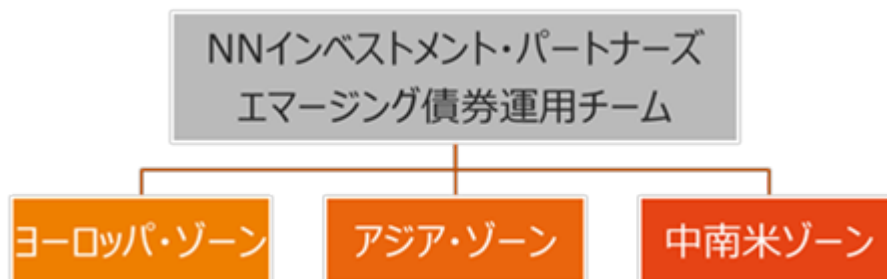 NNインベストメント・パートナーズ
エマージング債券運用チーム
ヨーロッパ・ゾーン
アジア・ゾーン
中南米ゾーン